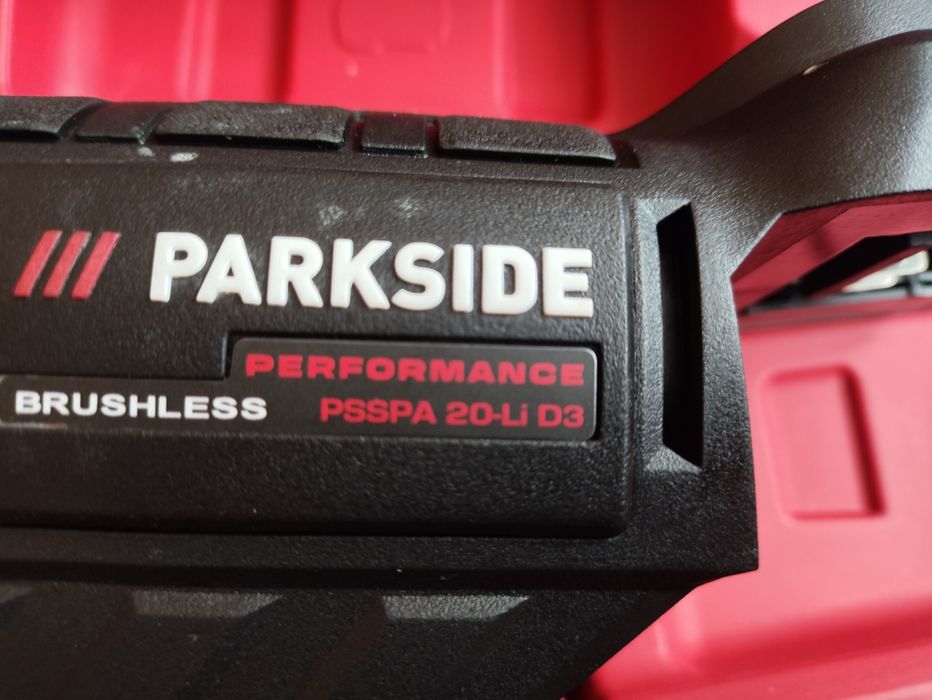 PARKSIDE
PERFORMANCE
BRUSHLESS PSSPA 20-Li D3